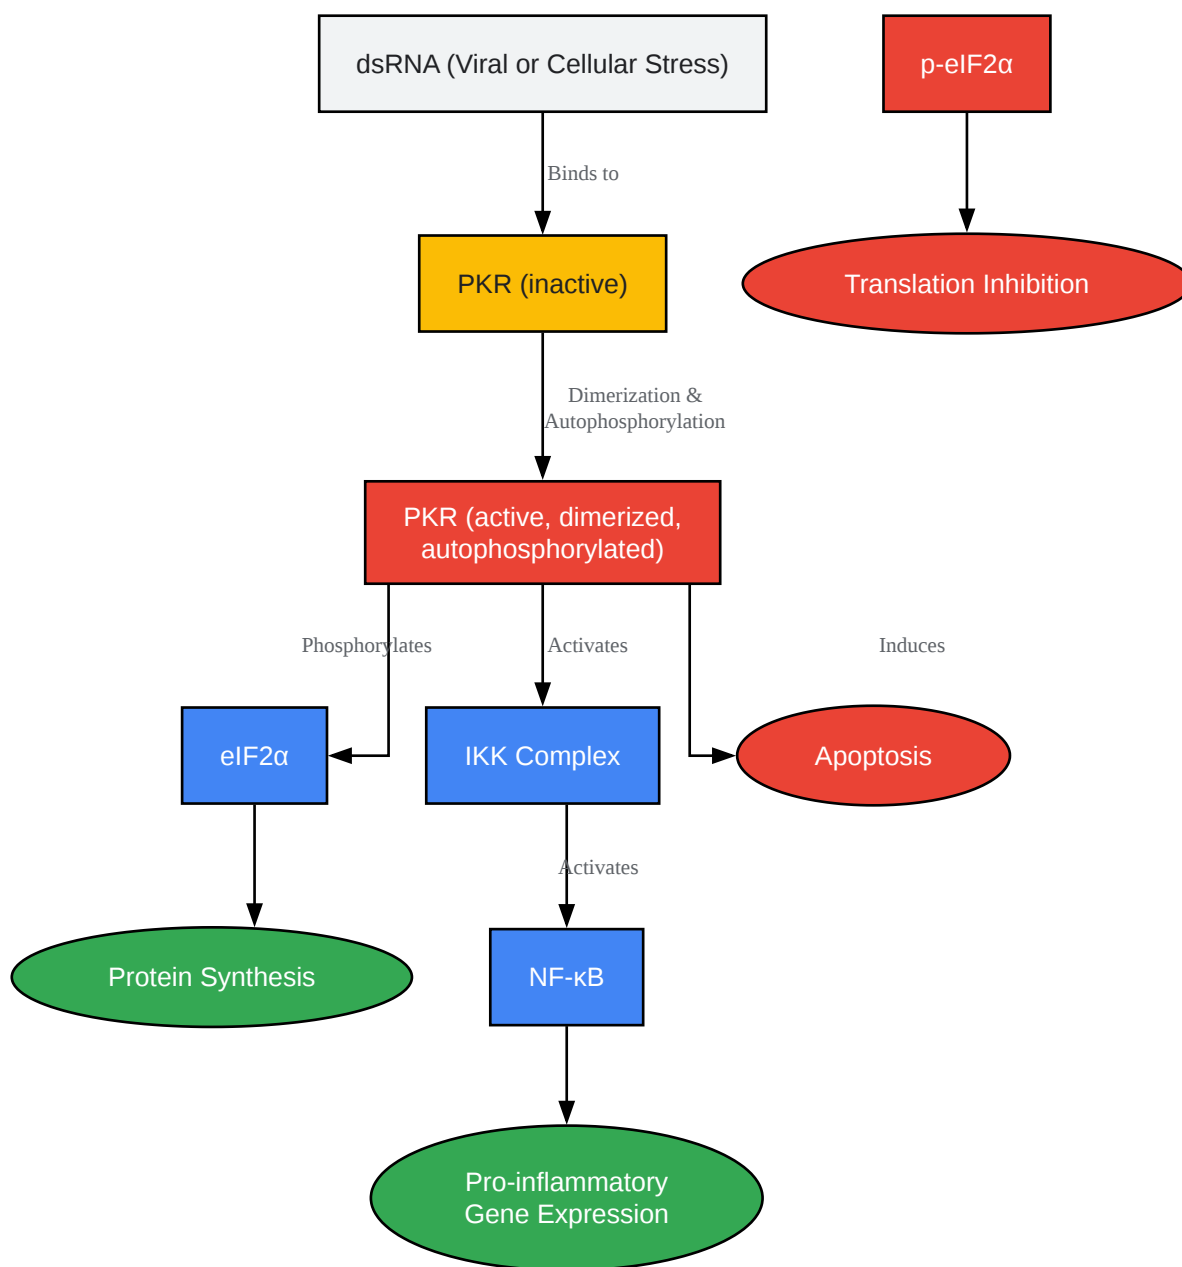 dsRNA (Viral or Cellular Stress)
p-eIF2α
Binds to
PKR (inactive)
Translation Inhibition
Dimerization &
Autophosphorylation
PKR (active, dimerized,
autophosphorylated)
Phosphorylates
Activates
Induces
eIF2α
IKK Complex
Apoptosis
Activates
Protein Synthesis
NF-κB
Pro-inflammatory
Gene Expression